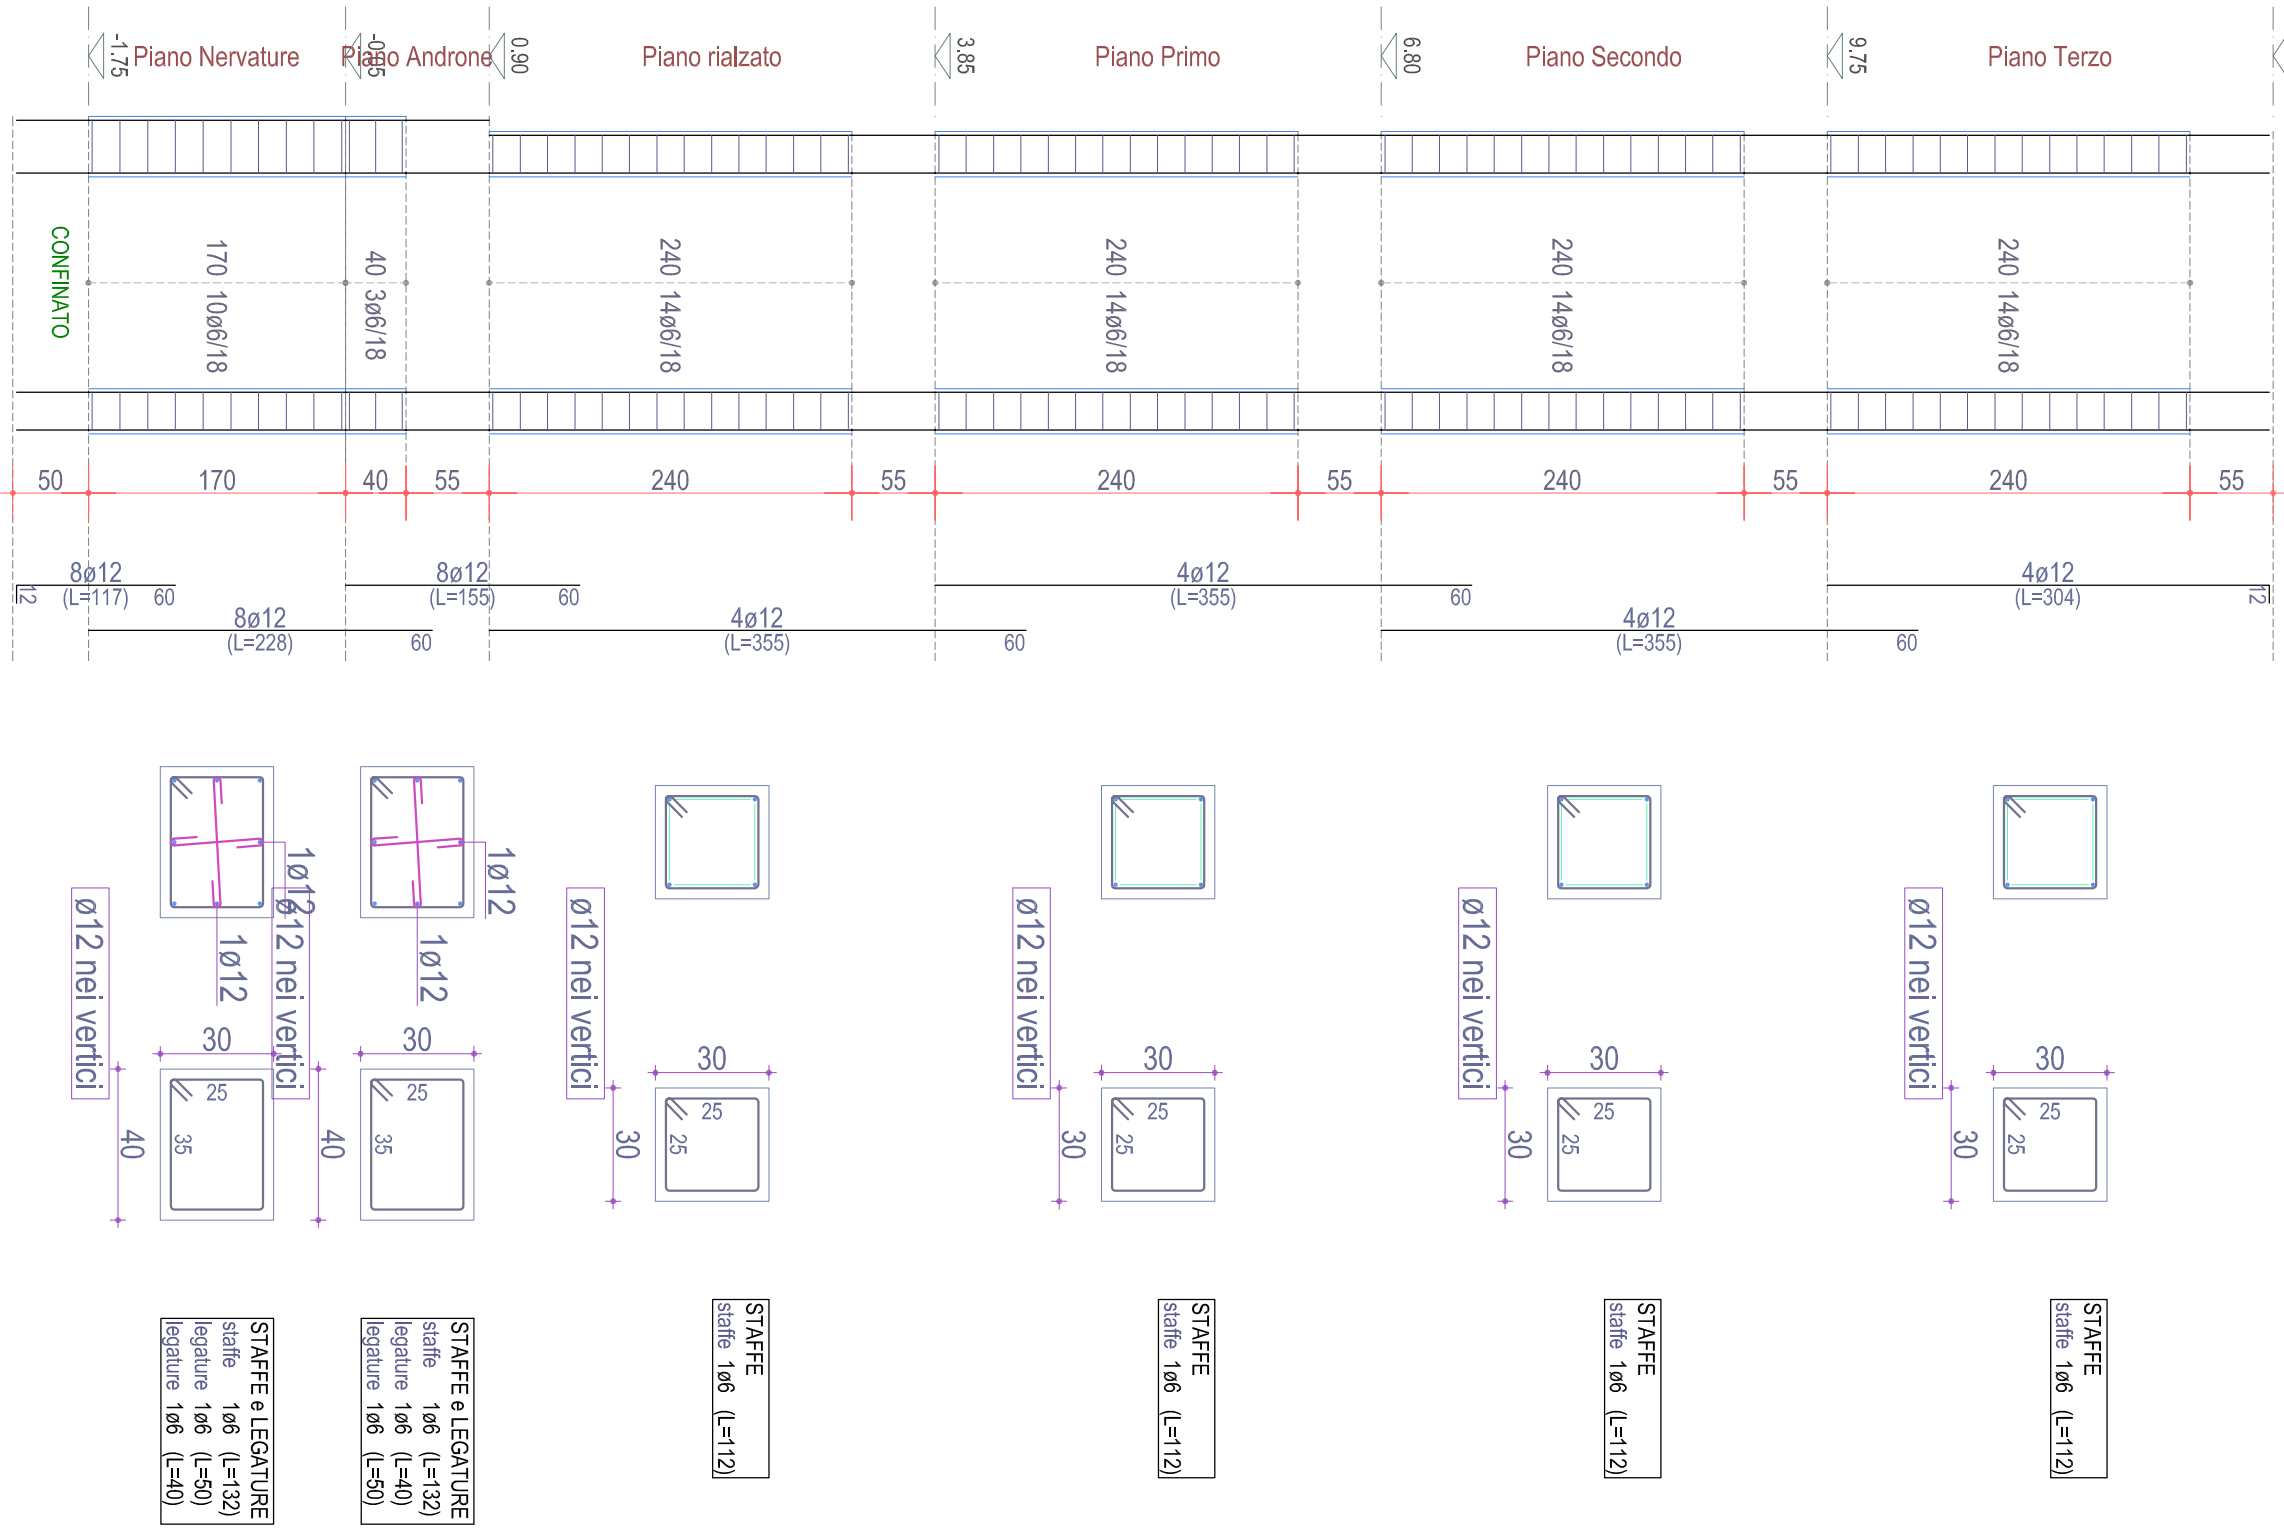 -1.75
Piano Nervature
Piano Androne
0.90
Piano rialzato
3.85
Piano Primo
6.80
Piano Secondo
9.75
Piano Terzo
CONFINATO
170 10ø6/18
40 3ø6/18
240 14ø6/18
240 14ø6/18
240 14ø6/18
240 14ø6/18
50 170 40 55 240 55 240 55 240 55 240 55
8ø12
(L=117) 60
12
8ø12
(L=155) 60
4ø12
(L=355) 60
4ø12
(L=304)
12
8ø12
(L=228) 60
4ø12
(L=355) 60
4ø12
(L=355) 60
1ø12
1ø12
ø12 nei vertici
1ø12
1ø12
ø12 nei vertici
ø12 nei vertici
ø12 nei vertici
ø12 nei vertici
ø12 nei vertici
30
25
35
40
30
25
35
40
30
25
25
30
30
25
25
30
30
25
25
30
30
25
25
30
STAFFE e LEGATURE
staffe 1ø6 (L=132)
legature 1ø6 (L=50)
legature 1ø6 (L=40)
STAFFE e LEGATURE
staffe 1ø6 (L=132)
legature 1ø6 (L=40)
legature 1ø6 (L=50)
STAFFE
staffe 1ø6 (L=112)
STAFFE
staffe 1ø6 (L=112)
STAFFE
staffe 1ø6 (L=112)
STAFFE
staffe 1ø6 (L=112)